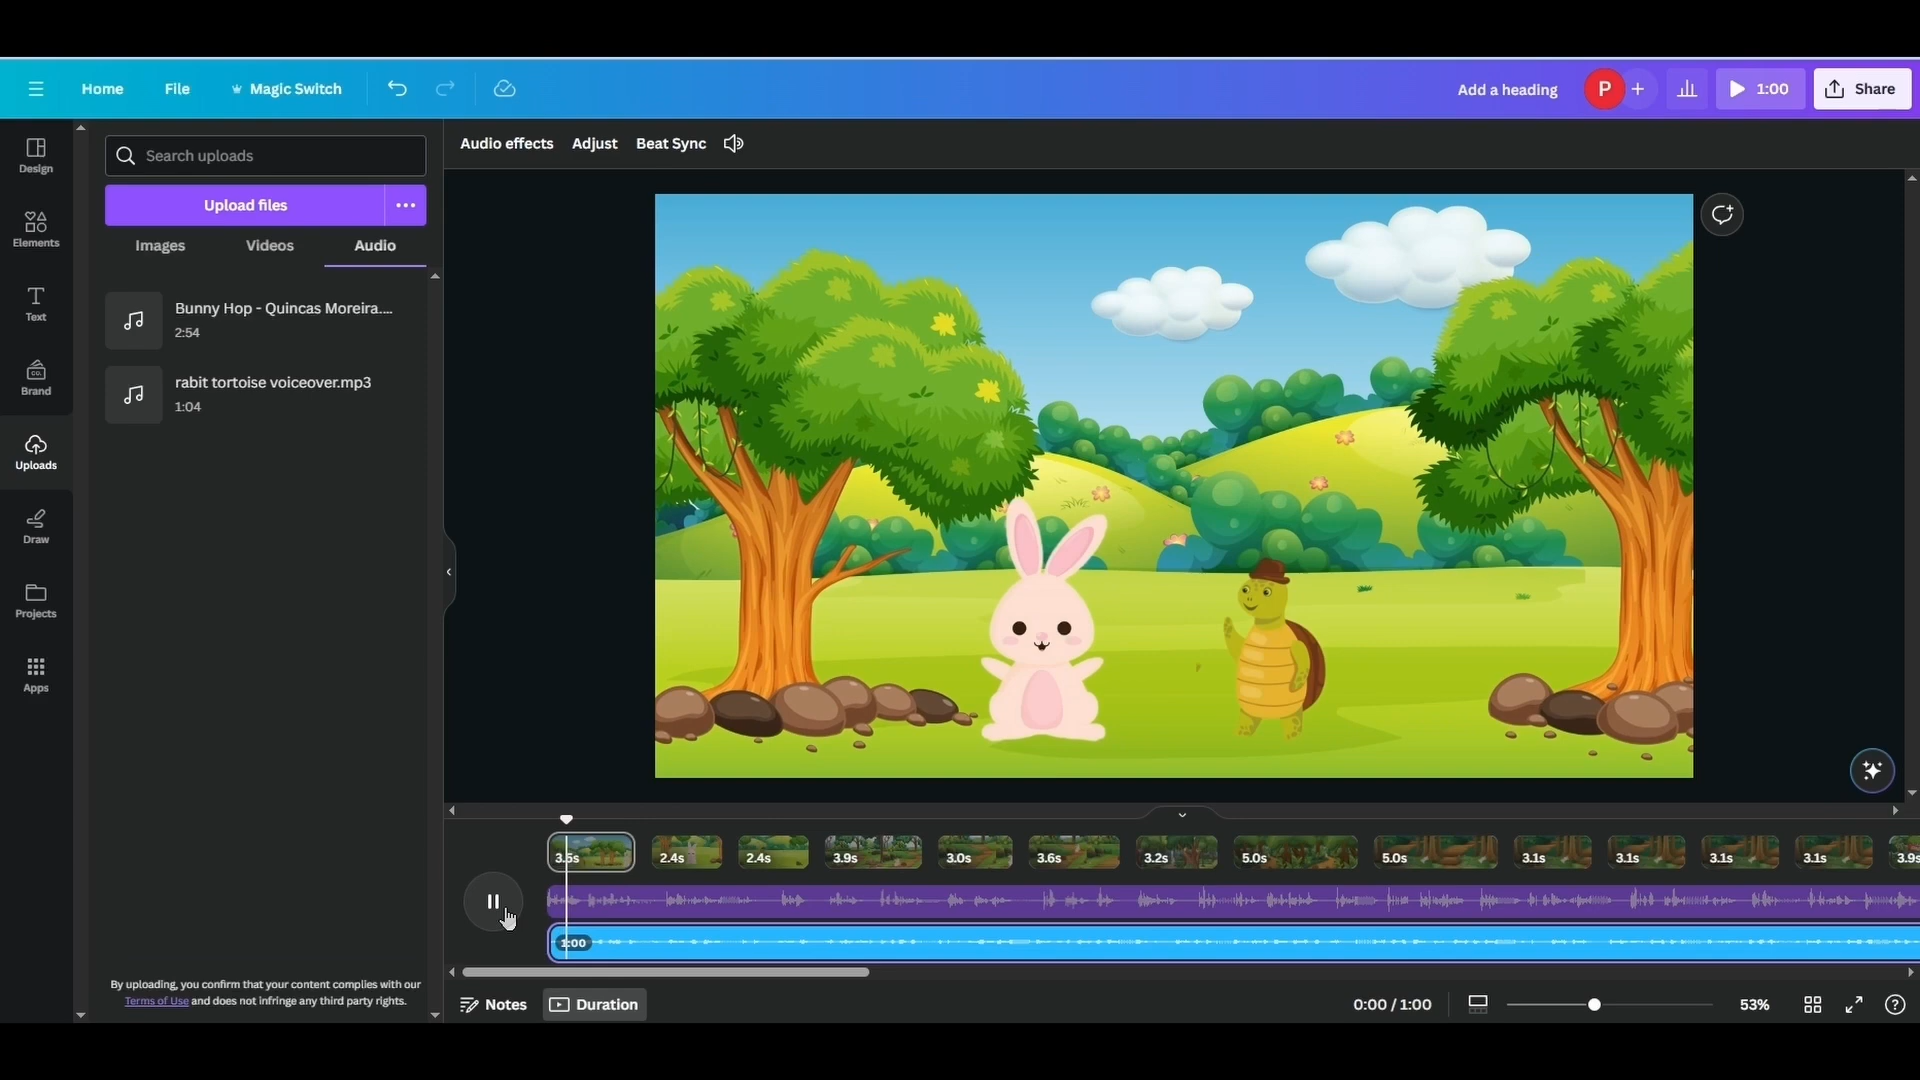 Home
File
Magic Switch
Add a heading
P
1:00
Share
Design
Elements
Text
Brand
Uploads
Draw
Projects
Apps
Search uploads
Upload files
Images
Videos
Audio
Bunny Hop - Quincas Moreira....
2:54
rabit tortoise voiceover.mp3
1:04
By uploading, you confirm that your content complies with our
Terms of Use and does not infringe any third party rights.
Audio effects
Adjust
Beat Sync
3.5s
2.4s
2.4s
3.9s
3.0s
3.6s
3.2s
5.0s
5.0s
3.1s
3.1s
3.1s
3.1s
3.9s
1:00
Notes
Duration
0:00 / 1:00
53%